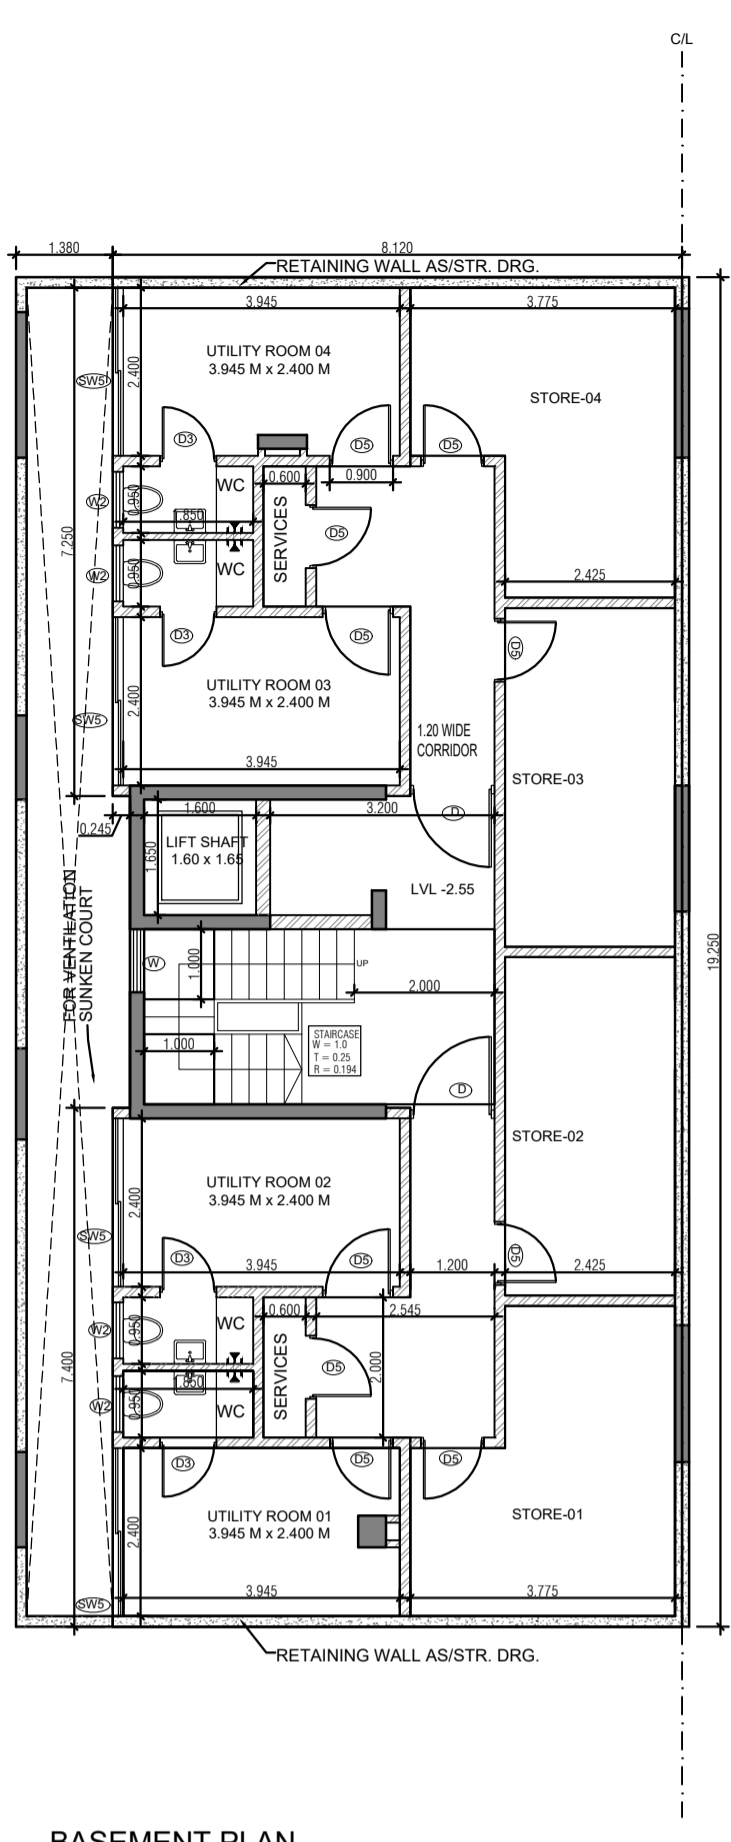 C/L
1.380
8.120
RETAINING WALL AS/STR. DRG.
3.945
3.775
UTILITY ROOM 04
3.945 M x 2.400 M
2.400
SW5
STORE-04
D3
D5
D5
WC
0.600
0.900
W2
0.950
1.850
SERVICES
D5
7.250
WC
W2
0.950
2.425
D3
D5
D5
UTILITY ROOM 03
3.945 M x 2.400 M
2.400
SW5
1.20 WIDE
CORRIDOR
3.945
STORE-03
1.600
3.200
D
0.245
LIFT SHAFT
1.60 x 1.65
1.650
LVL -2.55
FOR VENTILATION
SUNKEN COURT
19.250
W
1.000
UP
2.000
1.000
STAIRCASE
W = 1.0
T = 0.25
R = 0.194
D
STORE-02
UTILITY ROOM 02
3.945 M x 2.400 M
2.400
SW5
D3
D5
D5
3.945
1.200
2.425
0.600
2.545
WC
W2
0.950
SERVICES
D5
2.000
7.400
1.850
WC
W2
0.950
D3
D5
D5
UTILITY ROOM 01
3.945 M x 2.400 M
2.400
STORE-01
3.945
3.775
SW5
RETAINING WALL AS/STR. DRG.
BASEMENT PLAN